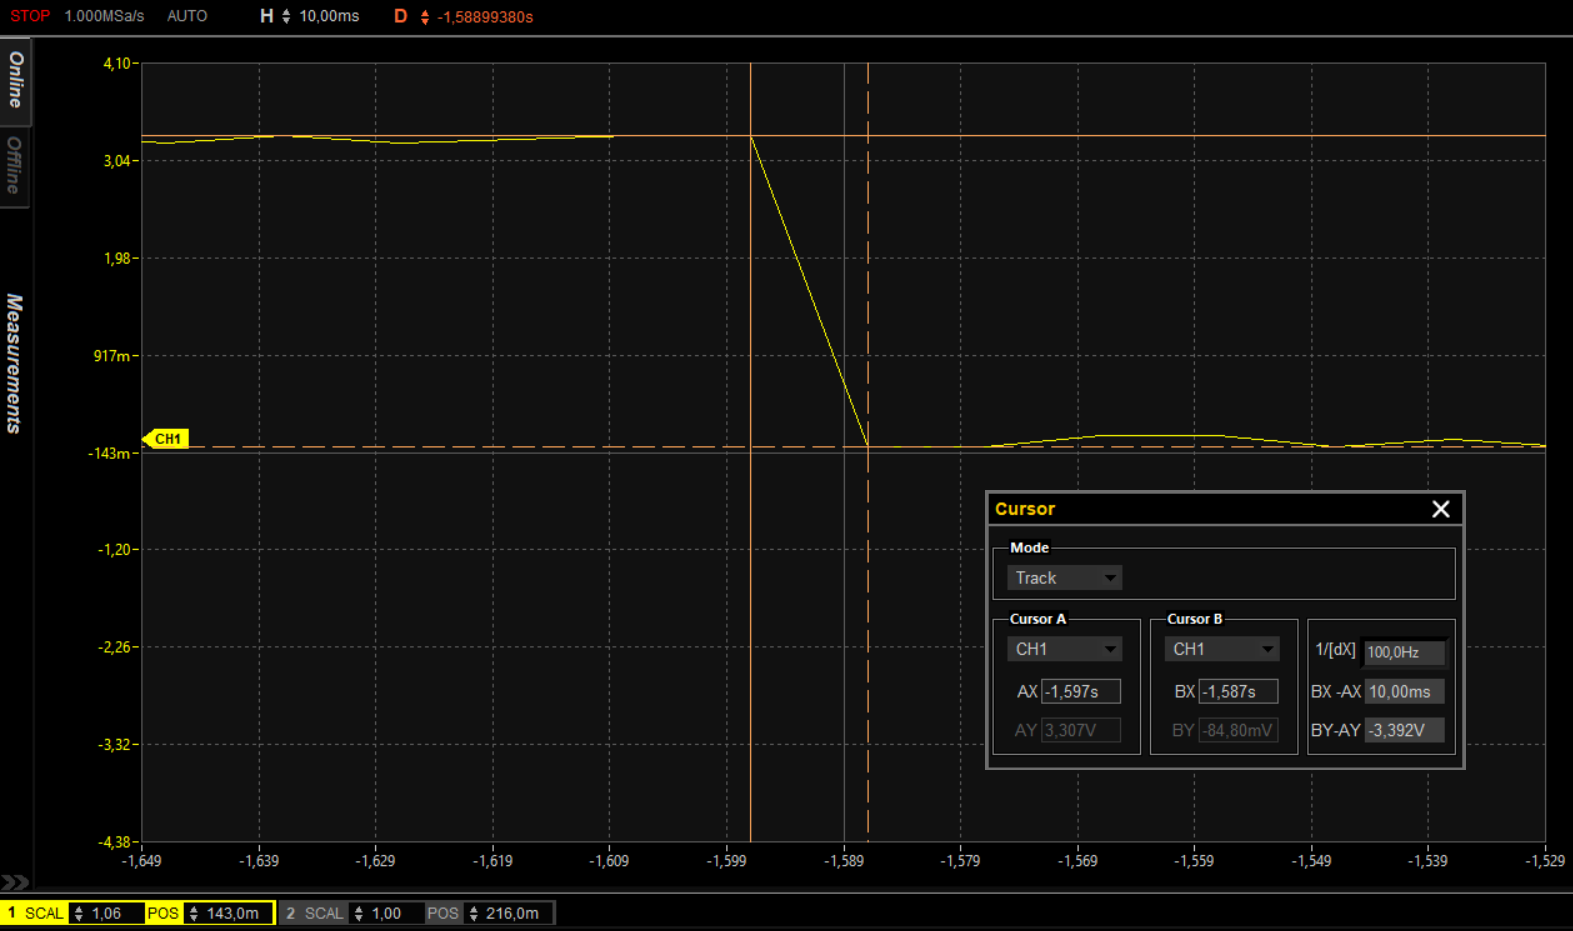 STOP 1.000MSa/s AUTO H 10,00ms D -1,58899380s
Online
Offline
Measurements
4,10
3,04
1,98
917m
CH1
-143m
-1,20
-2,26
-3,32
-4,38
-1,649 -1,639 -1,629 -1,619 -1,609 -1,599 -1,589 -1,579 -1,569 -1,559 -1,549 -1,539 -1,529
Cursor
Mode
Track
Cursor A Cursor B
CH1 CH1 1/[dX] 100,0Hz
AX -1,597s BX -1,587s BX -AX 10,00ms
AY 3,307V BY -84,80mV BY-AY -3,392V
1 SCAL 1,06 POS 143,0m 2 SCAL 1,00 POS 216,0m